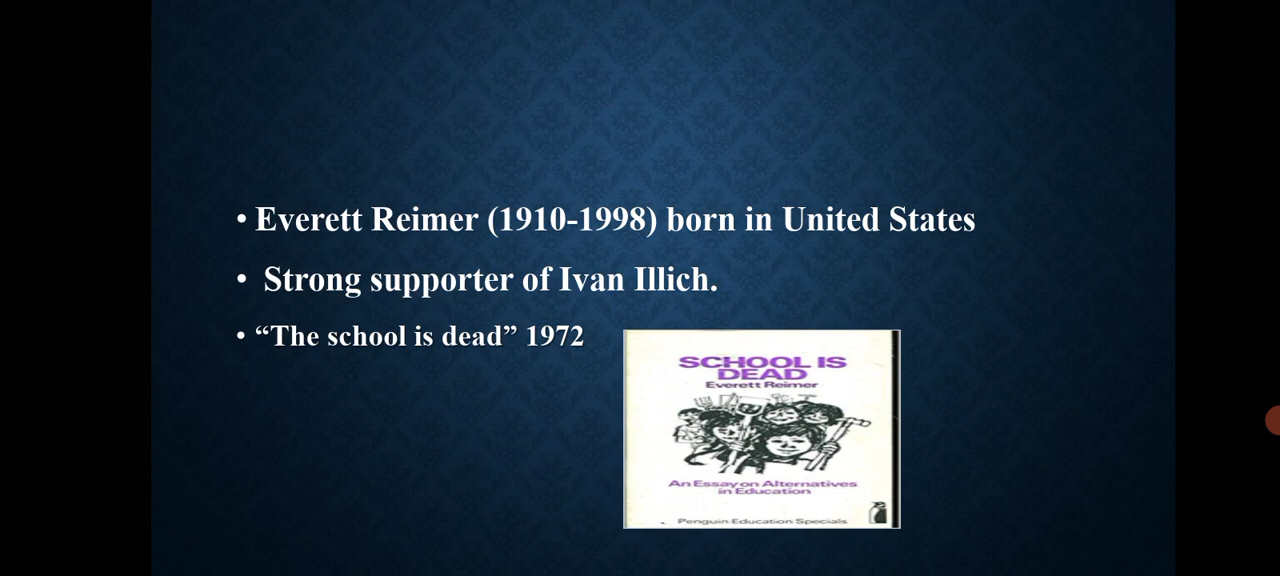 • Everett Reimer (1910-1998) born in United States
• Strong supporter of Ivan Illich.
• “The school is dead” 1972
SCHOOL IS
DEAD
Everett Reimer
An Essay on Alternatives
in Education
Penguin Education Specials